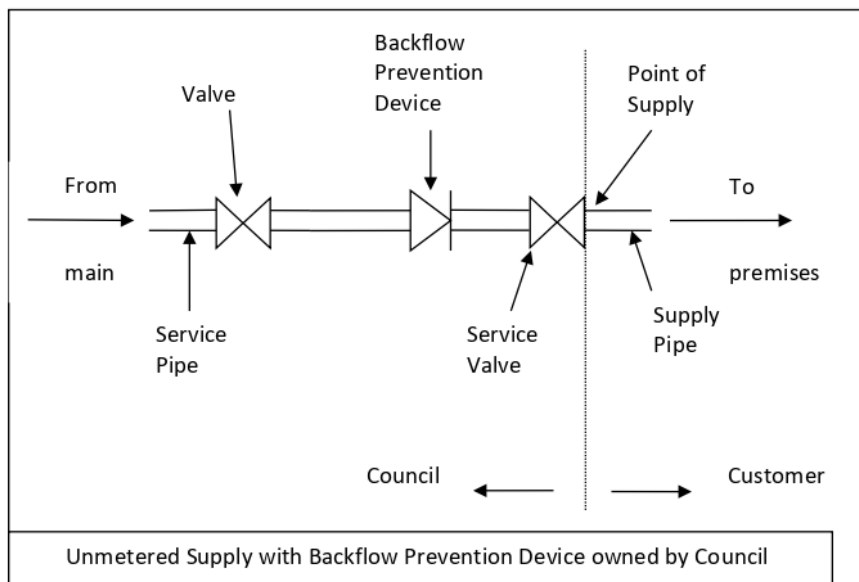 Backflow
Prevention
Device
Valve
Point of
Supply
From
main
To
premises
Service
Pipe
Service
Valve
Supply
Pipe
Council
Customer
Unmetered Supply with Backflow Prevention Device owned by Council